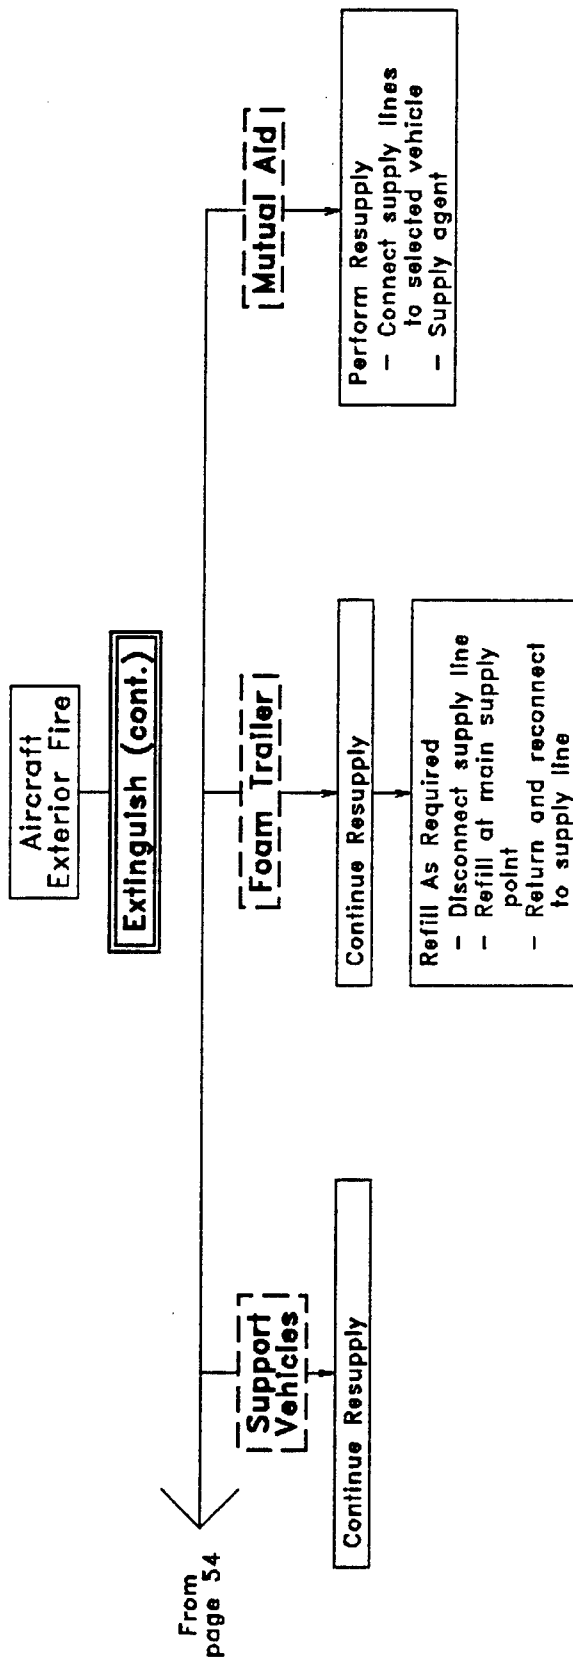 Aircraft
Exterior Fire
Extinguish (cont.)
From
page 54
Support
Vehicles
Continue Resupply
Foam Trailer
Continue Resupply
Refill As Required
- Disconnect supply line
- Refill at main supply
point
- Return and reconnect
to supply line
Mutual Aid
Perform Resupply
- Connect supply lines
to selected vehicle
- Supply agent